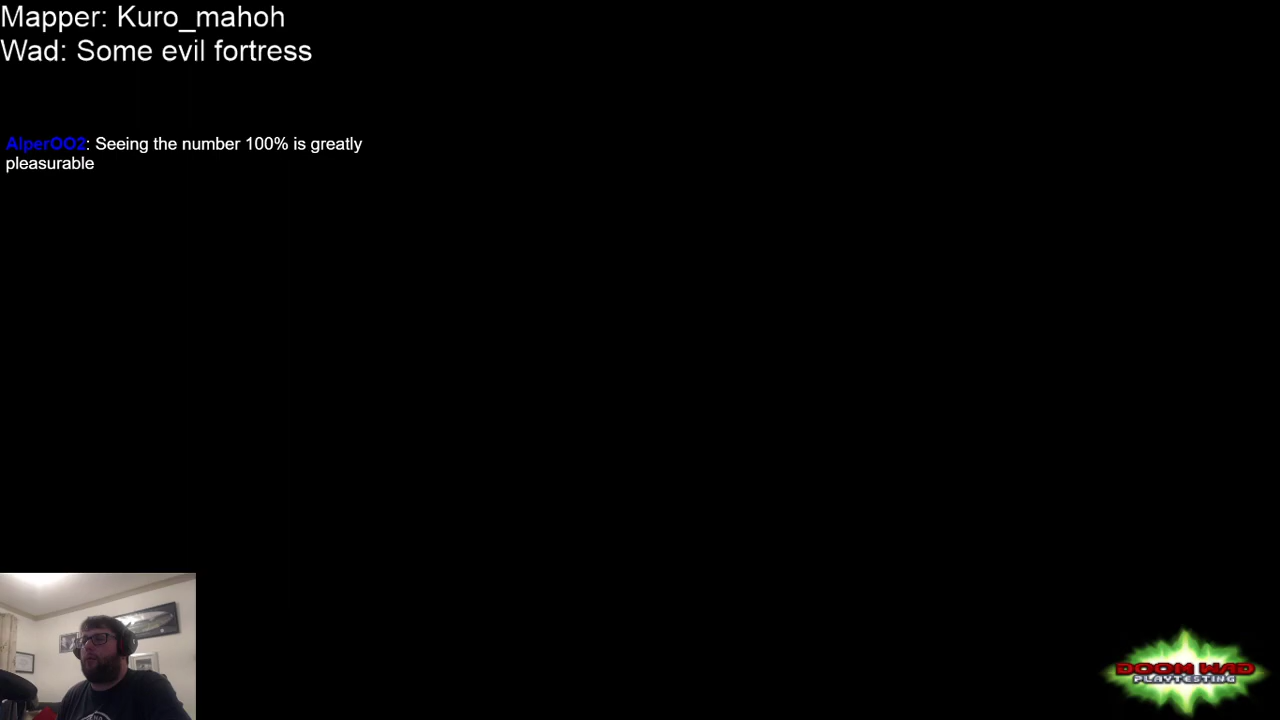 Mapper: Kuro_mahoh
Wad: Some evil fortress
AlperOO2: Seeing the number 100% is greatly
pleasurable
DOOM WAD
PLAYTESTING